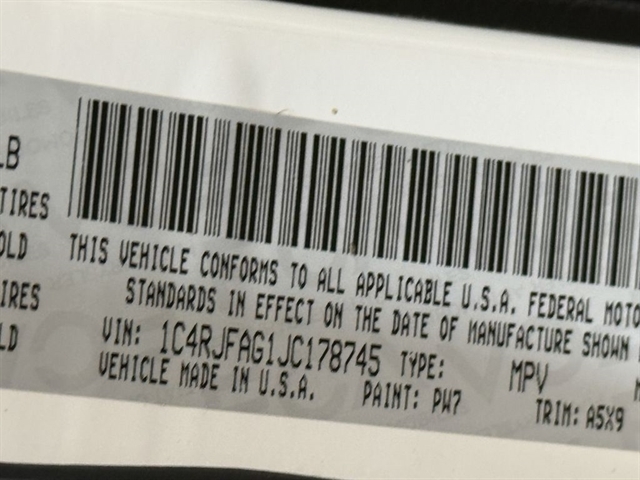 LB
TIRES
OLD
IRES
LD
THIS VEHICLE CONFORMS TO ALL APPLICABLE U.S.A. FEDERAL MOTO
STANDARDS IN EFFECT ON THE DATE OF MANUFACTURE SHOWN
VIN: 1C4RJFAG1JC178745 TYPE: MPV
VEHICLE MADE IN U.S.A. PAINT: PW7 TRIM: A5X9